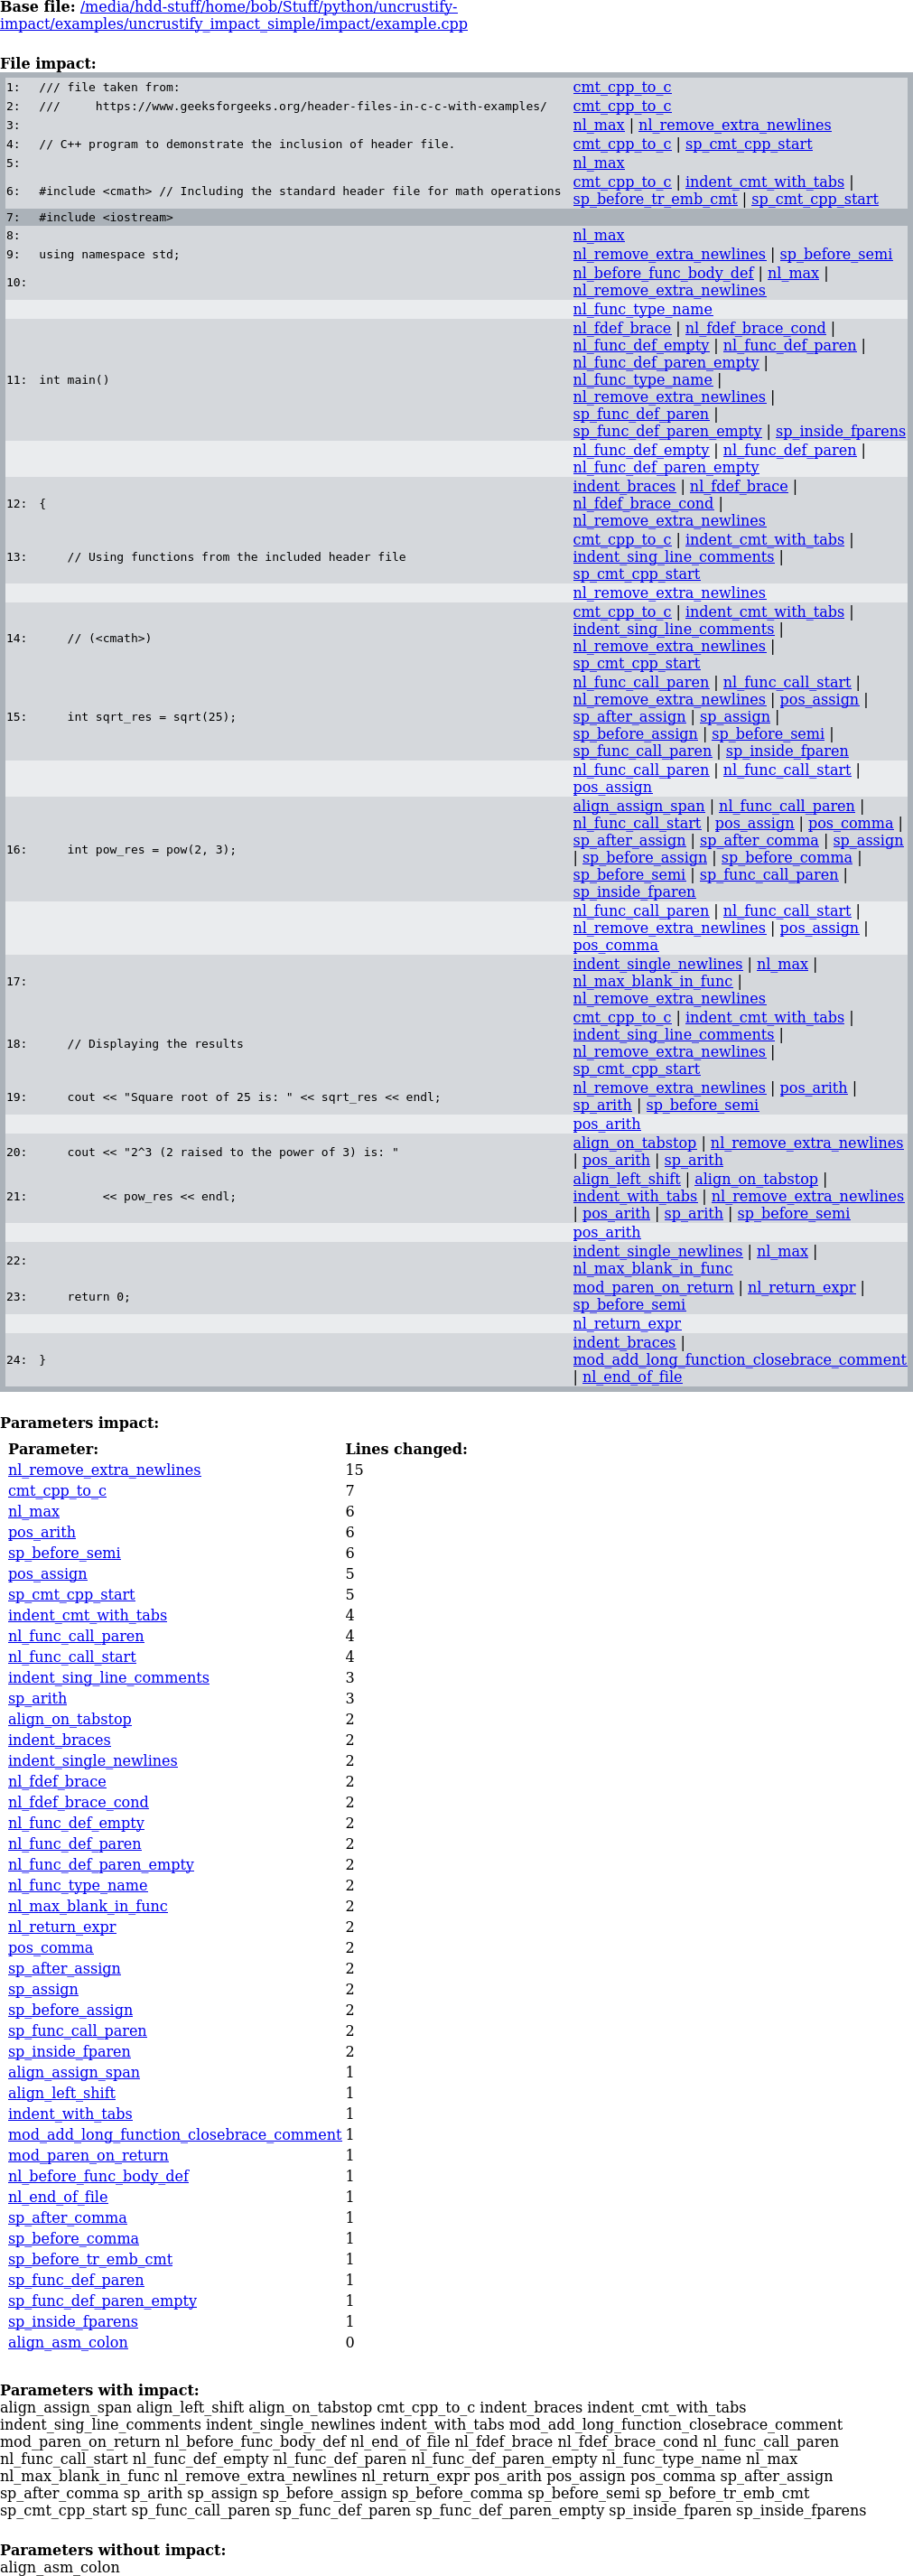 Base file: /media/hdd-stuff/home/bob/Stuff/python/uncrustify-
impact/examples/uncrustify_impact_simple/impact/example.cpp
File impact:
1: /// file taken from: cmt_cpp_to_c
2: ///     https://www.geeksforgeeks.org/header-files-in-c-c-with-examples/ cmt_cpp_to_c
3: nl_max | nl_remove_extra_newlines
4: // C++ program to demonstrate the inclusion of header file. cmt_cpp_to_c | sp_cmt_cpp_start
5: nl_max
6: #include <cmath> // Including the standard header file for math operations cmt_cpp_to_c | indent_cmt_with_tabs |
sp_before_tr_emb_cmt | sp_cmt_cpp_start
7: #include <iostream>
8: nl_max
9: using namespace std; nl_remove_extra_newlines | sp_before_semi
10: nl_before_func_body_def | nl_max |
nl_remove_extra_newlines
nl_func_type_name
11: int main() nl_fdef_brace | nl_fdef_brace_cond |
nl_func_def_empty | nl_func_def_paren |
nl_func_def_paren_empty |
nl_func_type_name |
nl_remove_extra_newlines |
sp_func_def_paren |
sp_func_def_paren_empty | sp_inside_fparens
nl_func_def_empty | nl_func_def_paren |
nl_func_def_paren_empty
12: { indent_braces | nl_fdef_brace |
nl_fdef_brace_cond |
nl_remove_extra_newlines
13:     // Using functions from the included header file cmt_cpp_to_c | indent_cmt_with_tabs |
indent_sing_line_comments |
sp_cmt_cpp_start
nl_remove_extra_newlines
14:     // (<cmath>) cmt_cpp_to_c | indent_cmt_with_tabs |
indent_sing_line_comments |
nl_remove_extra_newlines |
sp_cmt_cpp_start
15:     int sqrt_res = sqrt(25); nl_func_call_paren | nl_func_call_start |
nl_remove_extra_newlines | pos_assign |
sp_after_assign | sp_assign |
sp_before_assign | sp_before_semi |
sp_func_call_paren | sp_inside_fparen
nl_func_call_paren | nl_func_call_start |
pos_assign
16:     int pow_res = pow(2, 3); align_assign_span | nl_func_call_paren |
nl_func_call_start | pos_assign | pos_comma |
sp_after_assign | sp_after_comma | sp_assign
| sp_before_assign | sp_before_comma |
sp_before_semi | sp_func_call_paren |
sp_inside_fparen
nl_func_call_paren | nl_func_call_start |
nl_remove_extra_newlines | pos_assign |
pos_comma
17: indent_single_newlines | nl_max |
nl_max_blank_in_func |
nl_remove_extra_newlines
18:     // Displaying the results cmt_cpp_to_c | indent_cmt_with_tabs |
indent_sing_line_comments |
nl_remove_extra_newlines |
sp_cmt_cpp_start
19:     cout << "Square root of 25 is: " << sqrt_res << endl; nl_remove_extra_newlines | pos_arith |
sp_arith | sp_before_semi
pos_arith
20:     cout << "2^3 (2 raised to the power of 3) is: " align_on_tabstop | nl_remove_extra_newlines
| pos_arith | sp_arith
21:          << pow_res << endl; align_left_shift | align_on_tabstop |
indent_with_tabs | nl_remove_extra_newlines
| pos_arith | sp_arith | sp_before_semi
pos_arith
22: indent_single_newlines | nl_max |
nl_max_blank_in_func
23:     return 0; mod_paren_on_return | nl_return_expr |
sp_before_semi
nl_return_expr
24: } indent_braces |
mod_add_long_function_closebrace_comment
| nl_end_of_file
Parameters impact:
Parameter: Lines changed:
nl_remove_extra_newlines 15
cmt_cpp_to_c 7
nl_max 6
pos_arith 6
sp_before_semi 6
pos_assign 5
sp_cmt_cpp_start 5
indent_cmt_with_tabs 4
nl_func_call_paren 4
nl_func_call_start 4
indent_sing_line_comments 3
sp_arith 3
align_on_tabstop 2
indent_braces 2
indent_single_newlines 2
nl_fdef_brace 2
nl_fdef_brace_cond 2
nl_func_def_empty 2
nl_func_def_paren 2
nl_func_def_paren_empty 2
nl_func_type_name 2
nl_max_blank_in_func 2
nl_return_expr 2
pos_comma 2
sp_after_assign 2
sp_assign 2
sp_before_assign 2
sp_func_call_paren 2
sp_inside_fparen 2
align_assign_span 1
align_left_shift 1
indent_with_tabs 1
mod_add_long_function_closebrace_comment 1
mod_paren_on_return 1
nl_before_func_body_def 1
nl_end_of_file 1
sp_after_comma 1
sp_before_comma 1
sp_before_tr_emb_cmt 1
sp_func_def_paren 1
sp_func_def_paren_empty 1
sp_inside_fparens 1
align_asm_colon 0
Parameters with impact:
align_assign_span align_left_shift align_on_tabstop cmt_cpp_to_c indent_braces indent_cmt_with_tabs
indent_sing_line_comments indent_single_newlines indent_with_tabs mod_add_long_function_closebrace_comment
mod_paren_on_return nl_before_func_body_def nl_end_of_file nl_fdef_brace nl_fdef_brace_cond nl_func_call_paren
nl_func_call_start nl_func_def_empty nl_func_def_paren nl_func_def_paren_empty nl_func_type_name nl_max
nl_max_blank_in_func nl_remove_extra_newlines nl_return_expr pos_arith pos_assign pos_comma sp_after_assign
sp_after_comma sp_arith sp_assign sp_before_assign sp_before_comma sp_before_semi sp_before_tr_emb_cmt
sp_cmt_cpp_start sp_func_call_paren sp_func_def_paren sp_func_def_paren_empty sp_inside_fparen sp_inside_fparens
Parameters without impact:
align_asm_colon